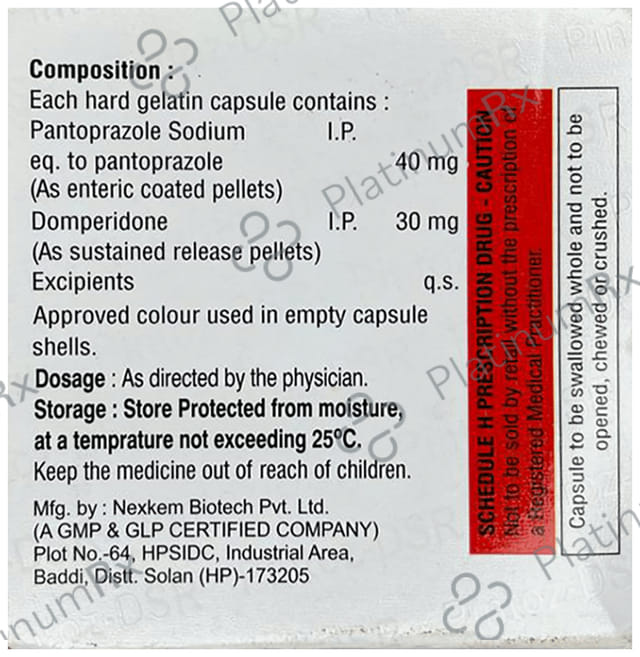 Composition :
Each hard gelatin capsule contains :
Pantoprazole Sodium I.P.
eq. to pantoprazole 40 mg
(As enteric coated pellets)
Domperidone I.P. 30 mg
(As sustained release pellets)
Excipients q.s.
Approved colour used in empty capsule
shells.
Dosage : As directed by the physician.
Storage : Store Protected from moisture,
at a temprature not exceeding 25ºC.
Keep the medicine out of reach of children.
Mfg. by : Nexkem Biotech Pvt. Ltd.
(A GMP & GLP CERTIFIED COMPANY)
Plot No.-64, HPSIDC, Industrial Area,
Baddi, Distt. Solan (HP)-173205
SCHEDULE H PRESCRIPTION DRUG - CAUTION
Not to be sold by retail without the prescription of
a Registered Medical Practitioner.
Capsule to be swallowed whole and not to be
opened, chewed or crushed.
PlatinumRx
PlatinumRx
PlatinumRx